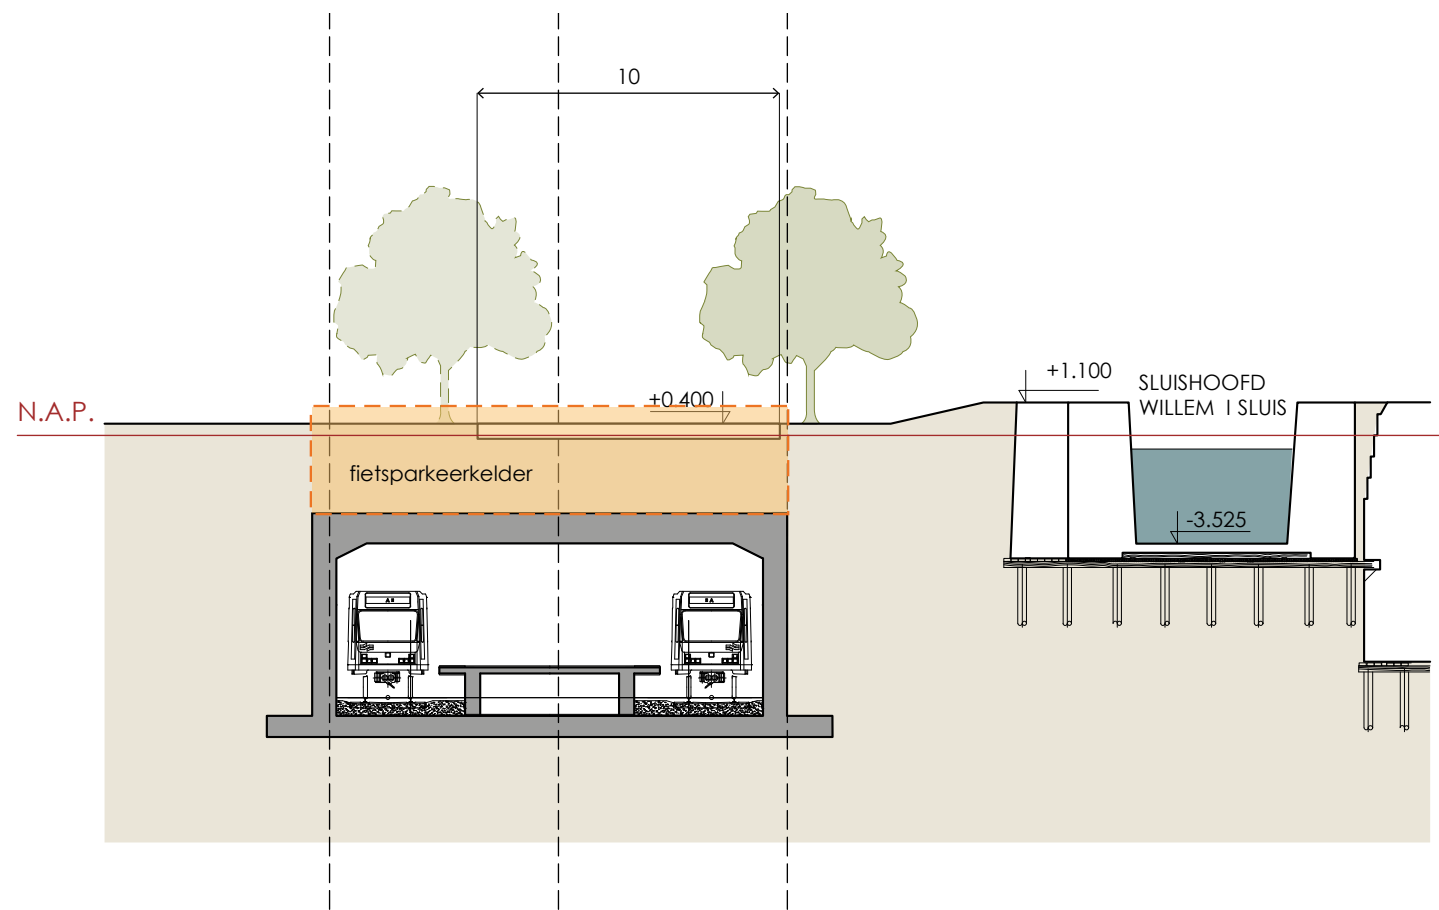 10
+0.400
+1.100
SLUISHOOFD
WILLEM I SLUIS
N.A.P.
fietsparkeerkelder
-3.525